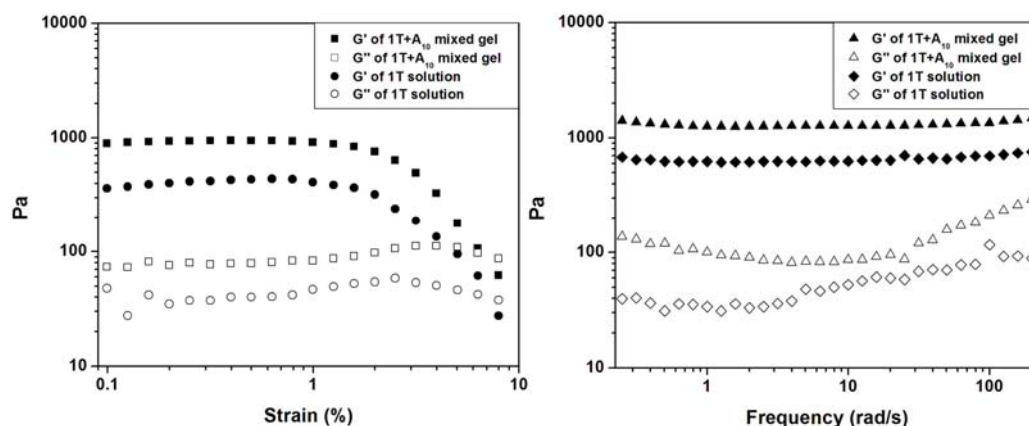 10000
1000
100
10
Pa
0.1 1 10
Strain (%)
G' of 1T+A10 mixed gel
G'' of 1T+A10 mixed gel
G' of 1T solution
G'' of 1T solution
10000
1000
100
10
Pa
1 10 100
Frequency (rad/s)
G' of 1T+A10 mixed gel
G'' of 1T+A10 mixed gel
G' of 1T solution
G'' of 1T solution